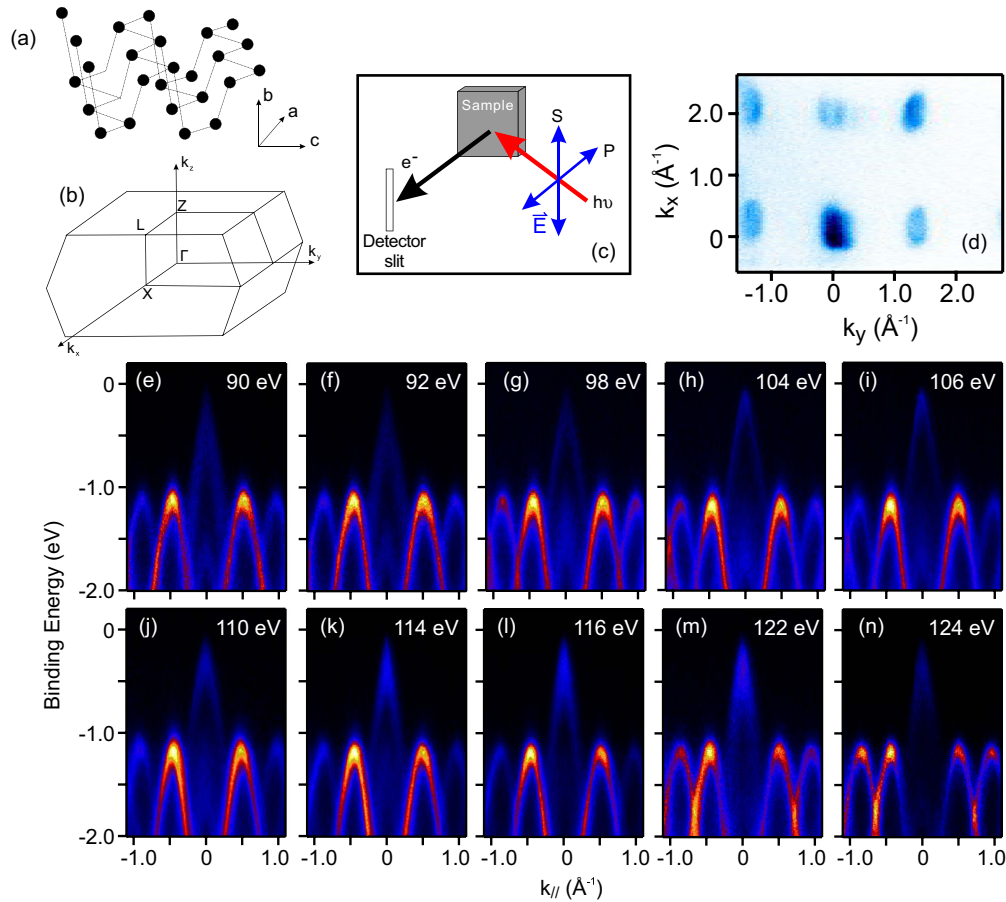 (a)
b
a
c
(b)
k_z
Z
L
Γ
k_y
X
k_x
Sample
S
P
e⁻
hυ
E⃗
Detector
slit
(c)
k_x (Å⁻¹)
2.0
1.0
0
(d)
-1.0 0 1.0 2.0
k_y (Å⁻¹)
Binding Energy (eV)
0
-1.0
-2.0
(e) 90 eV
(f) 92 eV
(g) 98 eV
(h) 104 eV
(i) 106 eV
0
-1.0
-2.0
(j) 110 eV
(k) 114 eV
(l) 116 eV
(m) 122 eV
(n) 124 eV
-1.0 0 1.0
-1.0 0 1.0
-1.0 0 1.0
-1.0 0 1.0
-1.0 0 1.0
k_// (Å⁻¹)